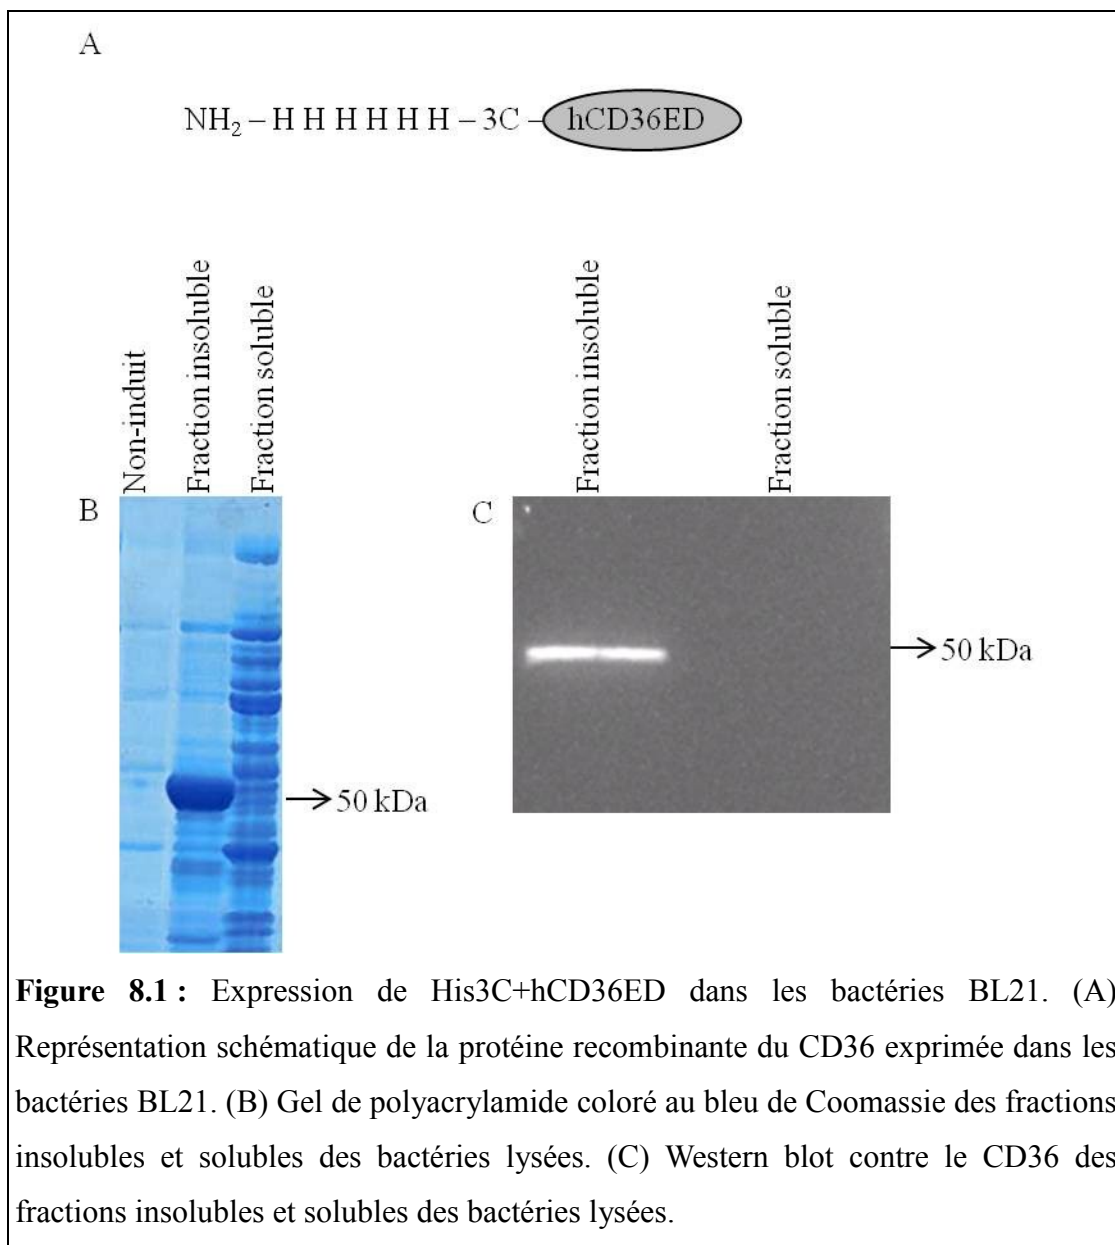 A
NH₂ – H H H H H H – 3C – hCD36ED
Non-induit
Fraction insoluble
Fraction soluble
Fraction insoluble
Fraction soluble
B
C
50 kDa
50 kDa
Figure 8.1 : Expression de His3C+hCD36ED dans les bactéries BL21. (A)
Représentation schématique de la protéine recombinante du CD36 exprimée dans les
bactéries BL21. (B) Gel de polyacrylamide coloré au bleu de Coomassie des fractions
insolubles et solubles des bactéries lysées. (C) Western blot contre le CD36 des
fractions insolubles et solubles des bactéries lysées.